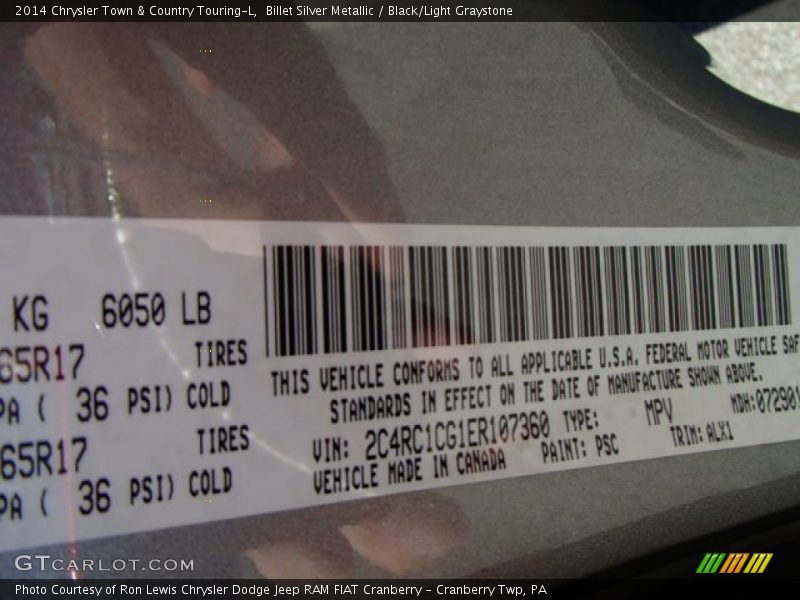 2014 Chrysler Town & Country Touring-L,  Billet Silver Metallic / Black/Light Graystone
KG 6050 LB
65R17 TIRES
PA ( 36 PSI) COLD
65R17 TIRES
PA ( 36 PSI) COLD
THIS VEHICLE CONFORMS TO ALL APPLICABLE U.S.A. FEDERAL MOTOR VEHICLE SAF
STANDARDS IN EFFECT ON THE DATE OF MANUFACTURE SHOWN ABOVE.
VIN: 2C4RC1CG1ER107360 TYPE: MPV MDH:072901
VEHICLE MADE IN CANADA PAINT: PSC TRIM: ALX1
GTCARLOT.COM
Photo Courtesy of Ron Lewis Chrysler Dodge Jeep RAM FIAT Cranberry – Cranberry Twp, PA